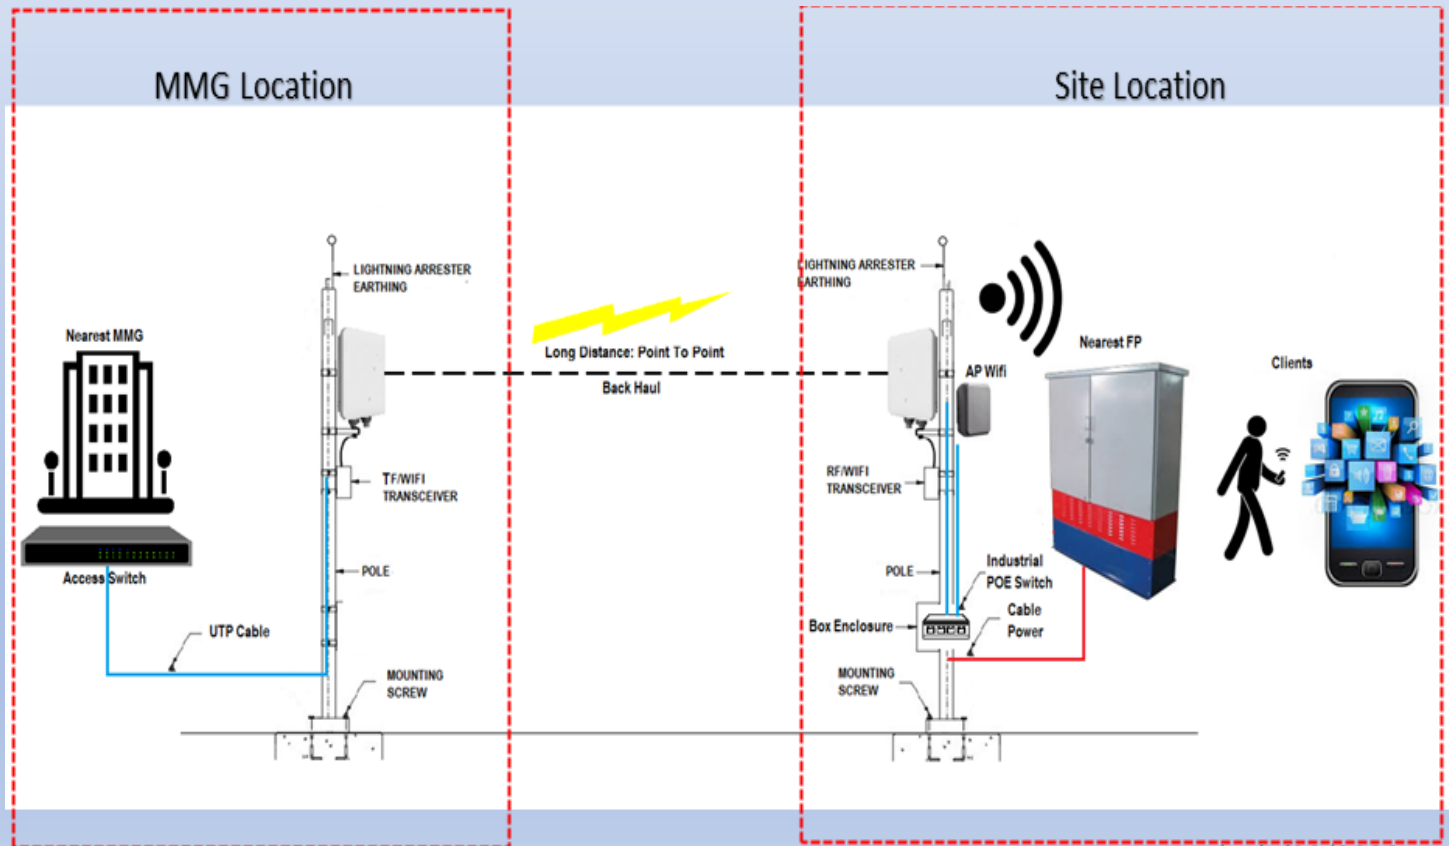 MMG Location
Site Location
LIGHTNING ARRESTER
EARTHING
Nearest MMG
Access Switch
UTP Cable
TF/WIFI
TRANSCEIVER
POLE
MOUNTING
SCREW
Long Distance: Point To Point
Back Haul
LIGHTNING ARRESTER
EARTHING
AP Wifi
Nearest FP
Clients
RF/WIFI
TRANSCEIVER
POLE
Industrial
POE Switch
Box Enclosure
Cable
Power
MOUNTING
SCREW